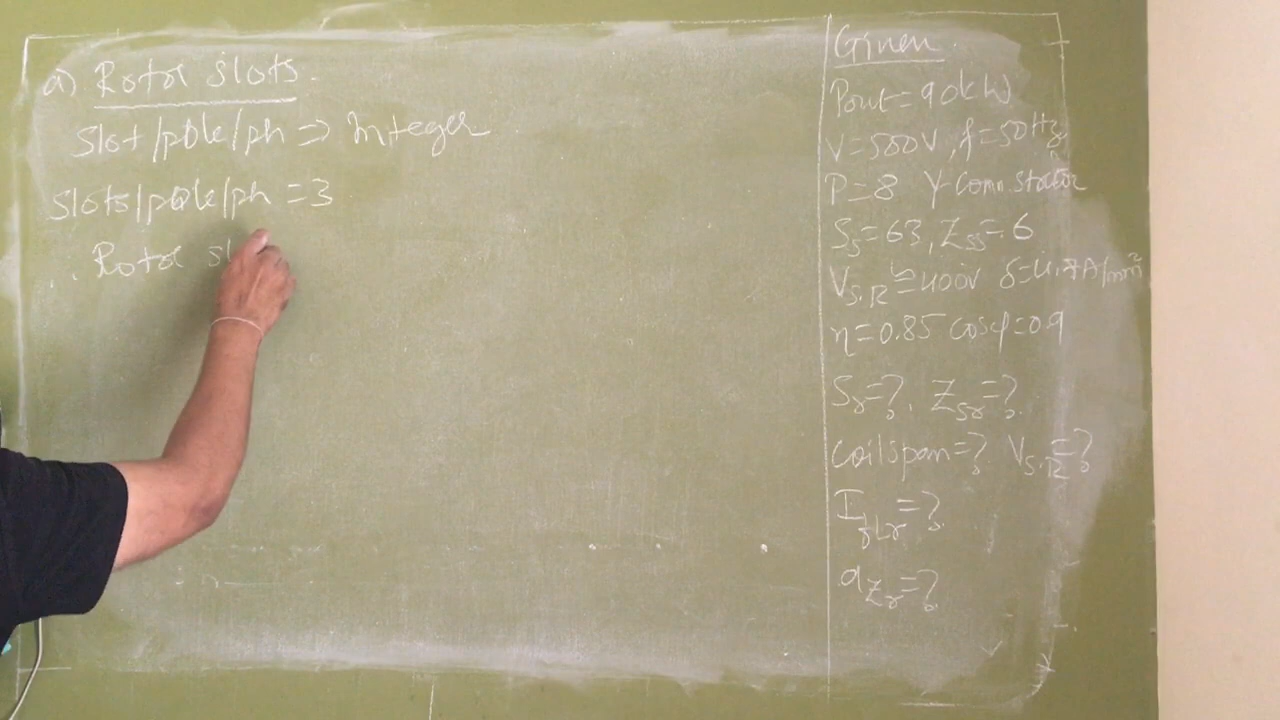 a) Rotor slots.
Slot/pole/ph => Integer
Slots/pole/ph = 3
∴ Rotor sl
Given
Pout = 90kW
V=500V, f=50Hz
P=8 Y-Conn. stator
Ss=63, Zss=6
VS.R ≅ 400V δ=4.7A/mm²
η=0.85 cosφ=0.9
Sr=?, Zsr=?
coilspan=? VS.R=?
IfLr=?
aZr=?